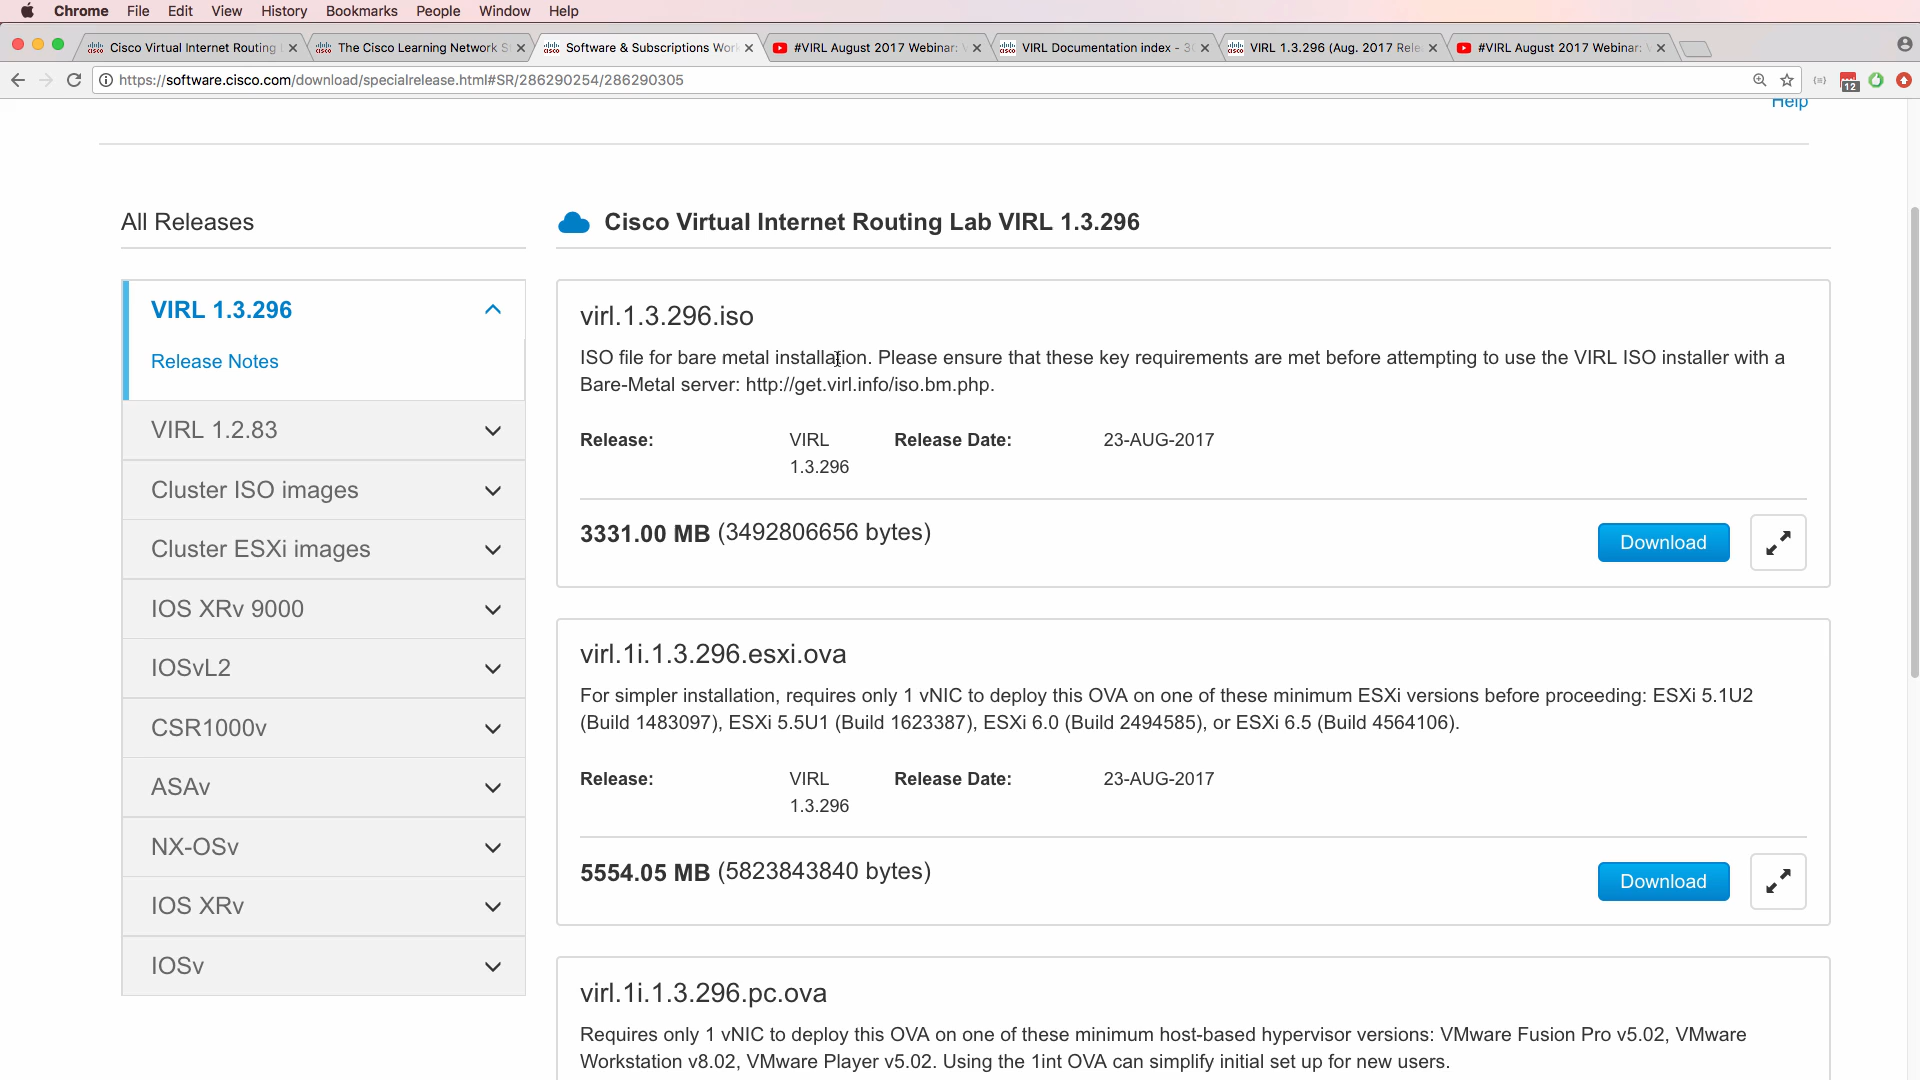 Chrome File Edit View History Bookmarks People Window Help
Cisco Virtual Internet Routing
The Cisco Learning Network S
Software & Subscriptions Wor
#VIRL August 2017 Webinar:
VIRL Documentation index - 3
VIRL 1.3.296 (Aug. 2017 Rele
#VIRL August 2017 Webinar:
https://software.cisco.com/download/specialrelease.html#SR/286290254/286290305
12
Help
All Releases
VIRL 1.3.296
Release Notes
VIRL 1.2.83
Cluster ISO images
Cluster ESXi images
IOS XRv 9000
IOSvL2
CSR1000v
ASAv
NX-OSv
IOS XRv
IOSv
Cisco Virtual Internet Routing Lab VIRL 1.3.296
virl.1.3.296.iso
ISO file for bare metal installation. Please ensure that these key requirements are met before attempting to use the VIRL ISO installer with a
Bare-Metal server: http://get.virl.info/iso.bm.php.
Release: VIRL Release Date: 23-AUG-2017
1.3.296
3331.00 MB (3492806656 bytes)
Download
virl.1i.1.3.296.esxi.ova
For simpler installation, requires only 1 vNIC to deploy this OVA on one of these minimum ESXi versions before proceeding: ESXi 5.1U2
(Build 1483097), ESXi 5.5U1 (Build 1623387), ESXi 6.0 (Build 2494585), or ESXi 6.5 (Build 4564106).
Release: VIRL Release Date: 23-AUG-2017
1.3.296
5554.05 MB (5823843840 bytes)
Download
virl.1i.1.3.296.pc.ova
Requires only 1 vNIC to deploy this OVA on one of these minimum host-based hypervisor versions: VMware Fusion Pro v5.02, VMware
Workstation v8.02, VMware Player v5.02. Using the 1int OVA can simplify initial set up for new users.